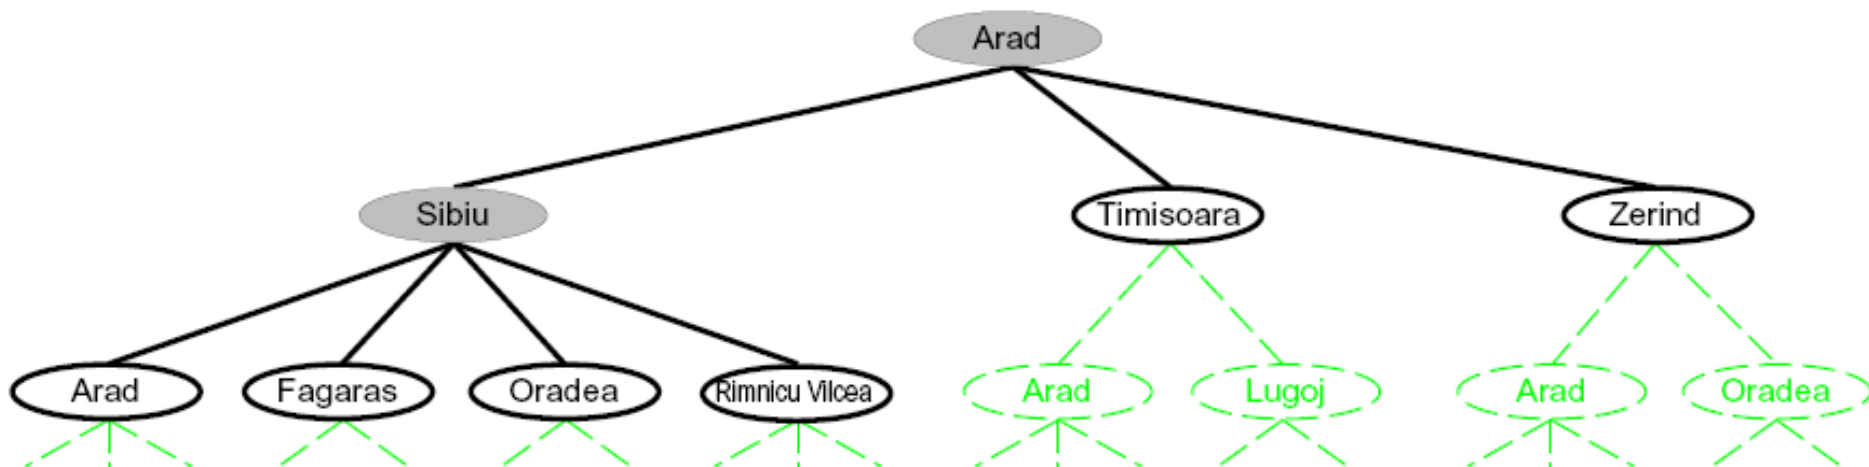 Arad
Sibiu
Timisoara
Zerind
Arad
Fagaras
Oradea
Rimnicu Vilcea
Arad
Lugoj
Arad
Oradea